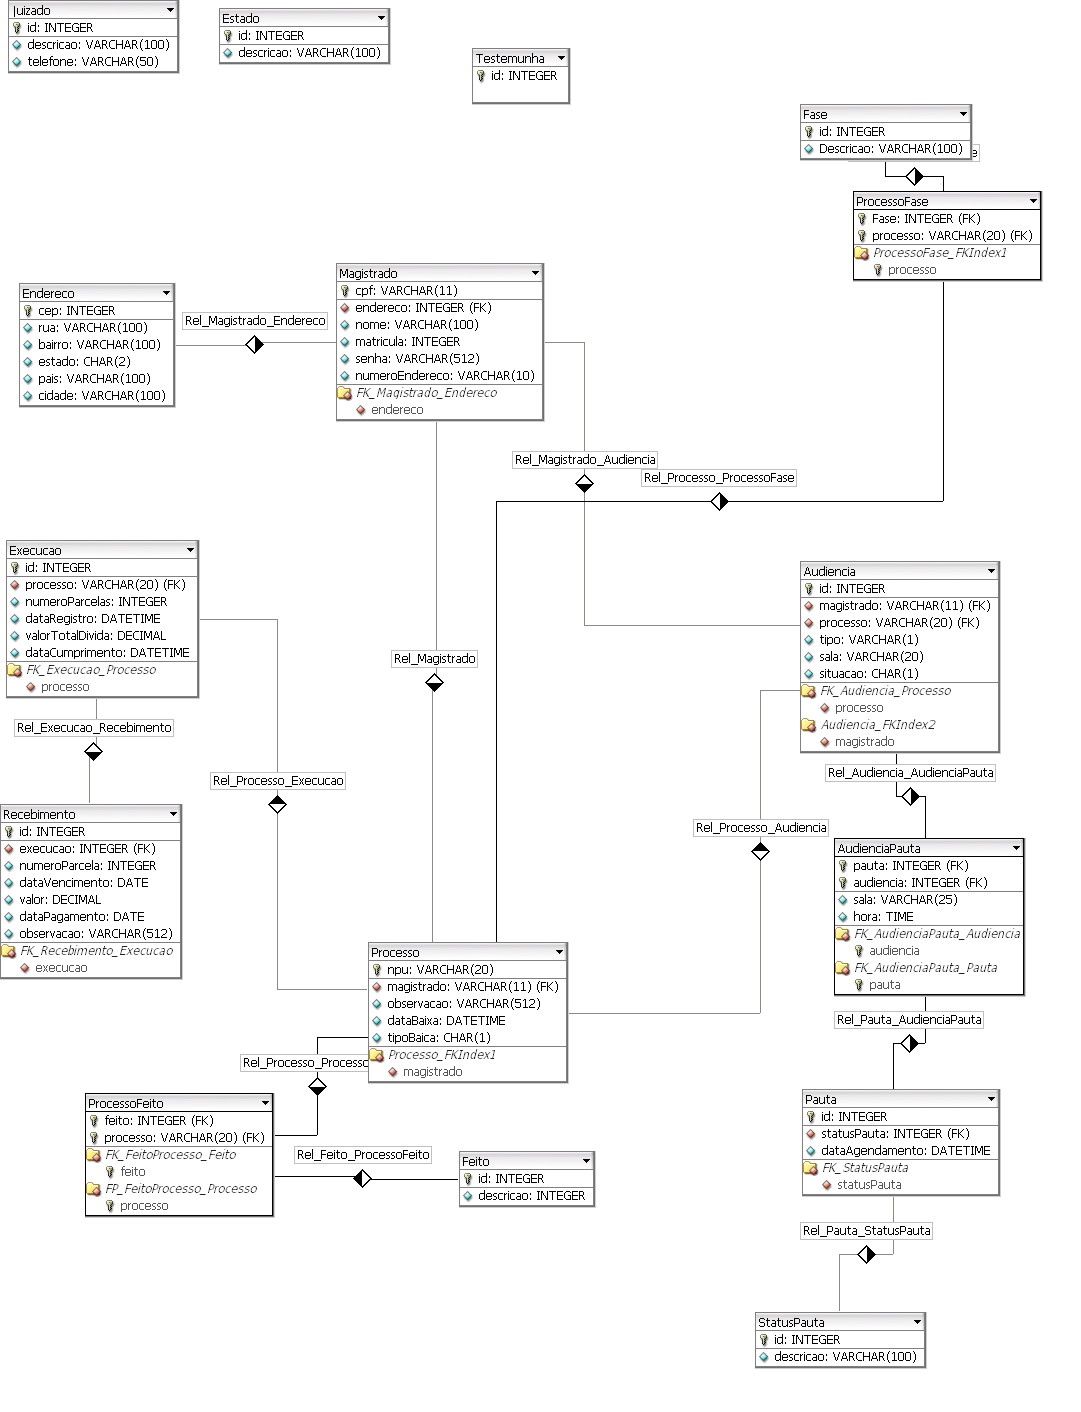 Juizado
id: INTEGER
descricao: VARCHAR(100)
telefone: VARCHAR(50)
Estado
id: INTEGER
descricao: VARCHAR(100)
Testemunha
id: INTEGER
Fase
id: INTEGER
Descricao: VARCHAR(100)
ProcessoFase
Fase: INTEGER (FK)
processo: VARCHAR(20) (FK)
ProcessoFase_FKIndex1
processo
Endereco
cep: INTEGER
rua: VARCHAR(100)
bairro: VARCHAR(100)
estado: CHAR(2)
pais: VARCHAR(100)
cidade: VARCHAR(100)
Rel_Magistrado_Endereco
Magistrado
cpf: VARCHAR(11)
endereco: INTEGER (FK)
nome: VARCHAR(100)
matricula: INTEGER
senha: VARCHAR(512)
numeroEndereco: VARCHAR(10)
FK_Magistrado_Endereco
endereco
Rel_Magistrado_Audiencia
Rel_Processo_ProcessoFase
Execucao
id: INTEGER
processo: VARCHAR(20) (FK)
numeroParcelas: INTEGER
dataRegistro: DATETIME
valorTotalDivida: DECIMAL
dataCumprimento: DATETIME
FK_Execucao_Processo
processo
Rel_Magistrado
Audiencia
id: INTEGER
magistrado: VARCHAR(11) (FK)
processo: VARCHAR(20) (FK)
tipo: VARCHAR(1)
sala: VARCHAR(20)
situacao: CHAR(1)
FK_Audiencia_Processo
processo
Audiencia_FKIndex2
magistrado
Rel_Execucao_Recebimento
Rel_Processo_Execucao
Rel_Audiencia_AudienciaPauta
Recebimento
id: INTEGER
execucao: INTEGER (FK)
numeroParcela: INTEGER
dataVencimento: DATE
valor: DECIMAL
dataPagamento: DATE
observacao: VARCHAR(512)
FK_Recebimento_Execucao
execucao
Rel_Processo_Audiencia
AudienciaPauta
pauta: INTEGER (FK)
audiencia: INTEGER (FK)
sala: VARCHAR(25)
hora: TIME
FK_AudienciaPauta_Audiencia
audiencia
FK_AudienciaPauta_Pauta
pauta
Processo
npu: VARCHAR(20)
magistrado: VARCHAR(11) (FK)
observacao: VARCHAR(512)
dataBaixa: DATETIME
tipoBaica: CHAR(1)
Processo_FKIndex1
magistrado
Rel_Pauta_AudienciaPauta
Rel_Processo_Processo
ProcessoFeito
feito: INTEGER (FK)
processo: VARCHAR(20) (FK)
FK_FeitoProcesso_Feito
feito
FP_FeitoProcesso_Processo
processo
Rel_Feito_ProcessoFeito
Feito
id: INTEGER
descricao: INTEGER
Pauta
id: INTEGER
statusPauta: INTEGER (FK)
dataAgendamento: DATETIME
FK_StatusPauta
statusPauta
Rel_Pauta_StatusPauta
StatusPauta
id: INTEGER
descricao: VARCHAR(100)